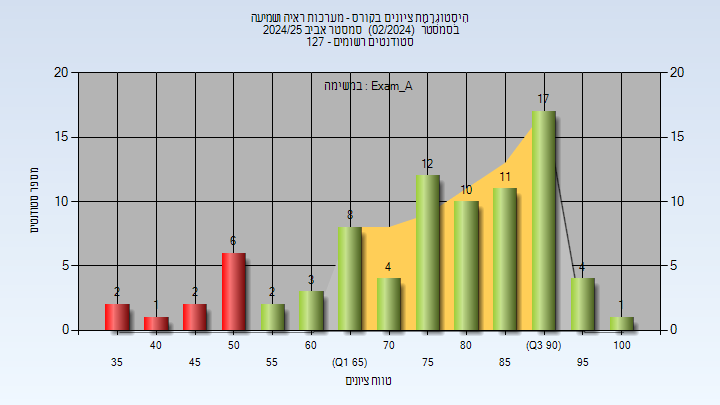 הִיסְטוֹגְרָמַת ציונים בקורס - מערכות ראיה ושמיעה
בסמסטר (02/2024) סמסטר אביב 2024/25
סטודנטים רשומים - 127
במשימה : Exam_A
מספר סטודנטים
20 20
15 15
10 10
5 5
0 0
2 1 2 6 2 3 8 4 12 10 11 17 4 1
40 50 60 70 80 (Q3 90) 100
35 45 55 (Q1 65) 75 85 95
טווח ציונים